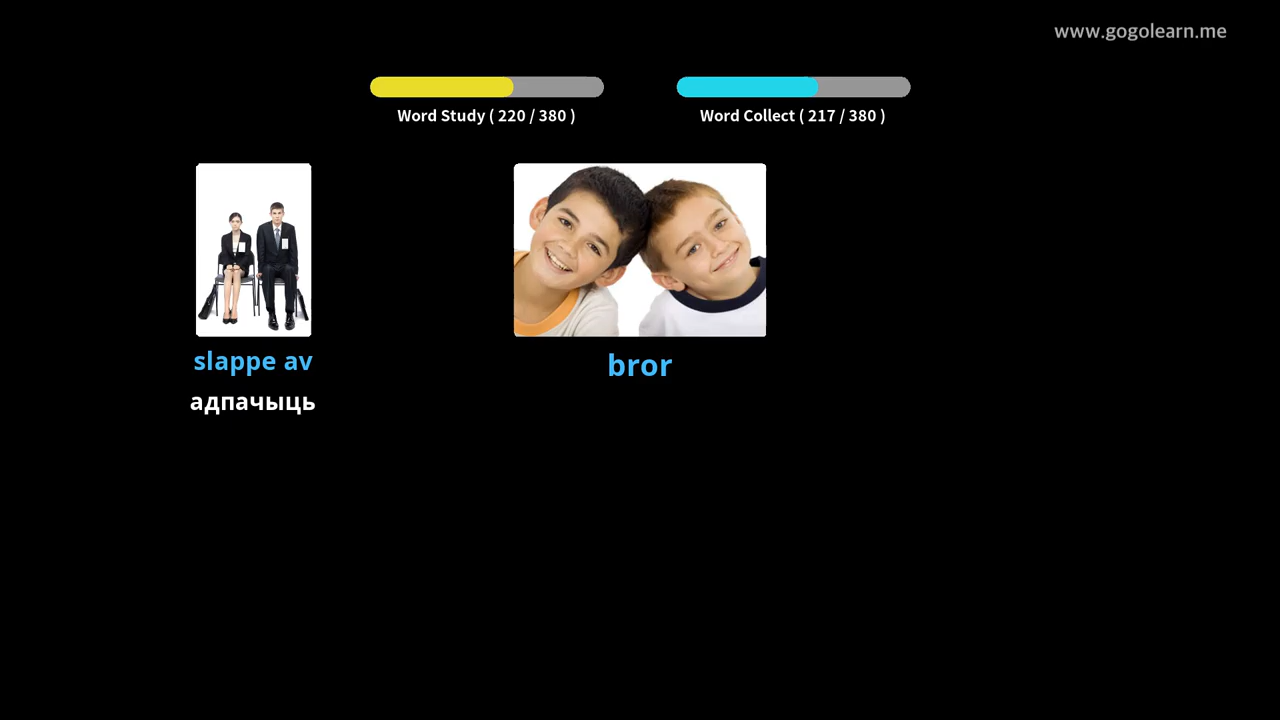 www.gogolearn.me
Word Study ( 220 / 380 )
Word Collect ( 217 / 380 )
slappe av
bror
адпачыць